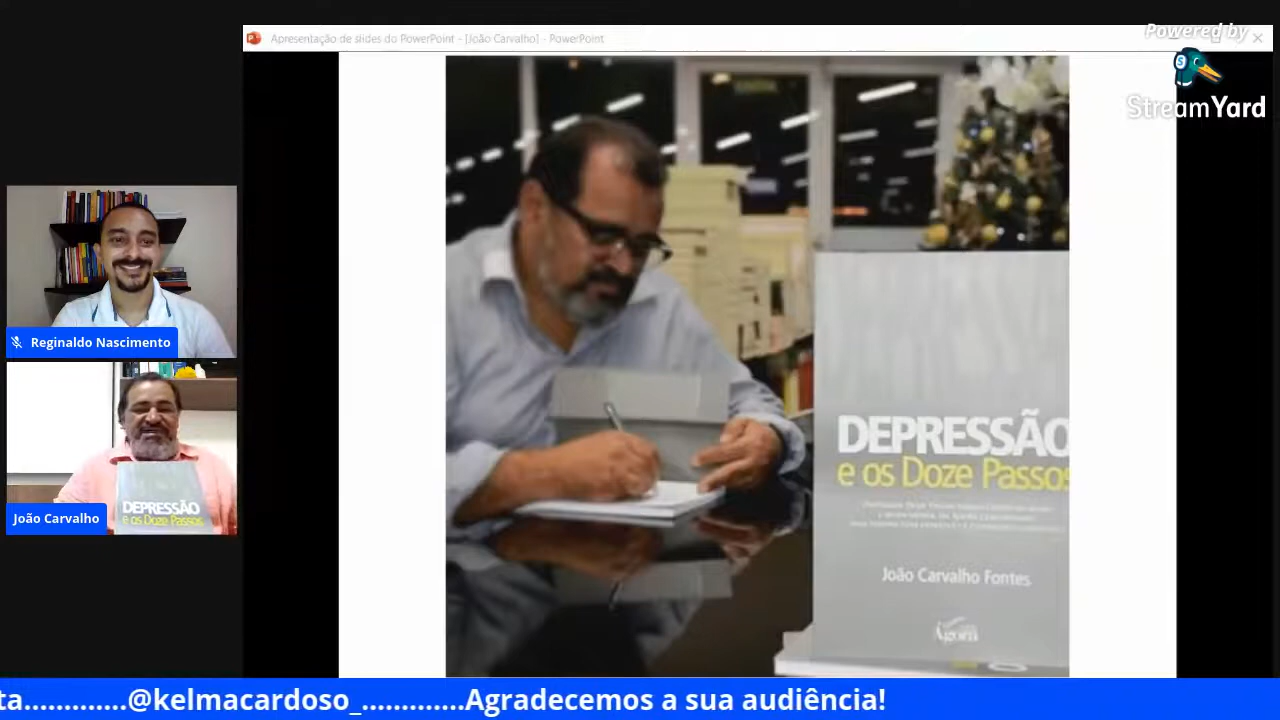 Apresentação de slides do PowerPoint - [João Carvalho] - PowerPoint
Powered by
StreamYard
Reginaldo Nascimento
João Carvalho
DEPRESSÃO
e os Doze Passos
DEPRESSÃO
e os Doze Passos
João Carvalho Fontes
Ágora
ta............@kelmacardoso_............Agradecemos a sua audiência!